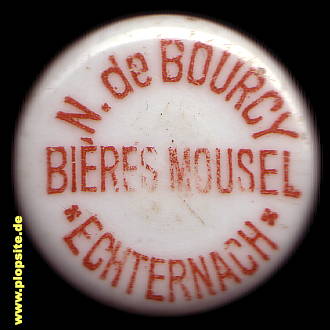 N. de BOURCY
BIÈRES MOUSEL
* ECHTERNACH *
www.plopsite.de